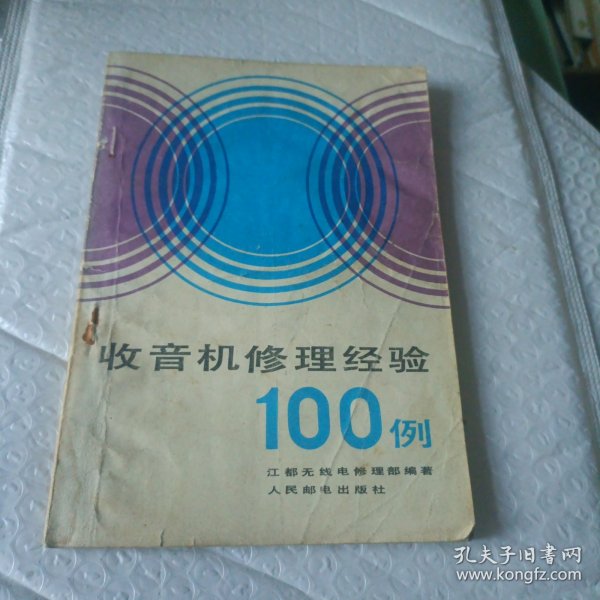 收音机修理经验
100例
江都无线电修理部编著
人民邮电出版社
孔夫子旧书网
www.kongfz.com